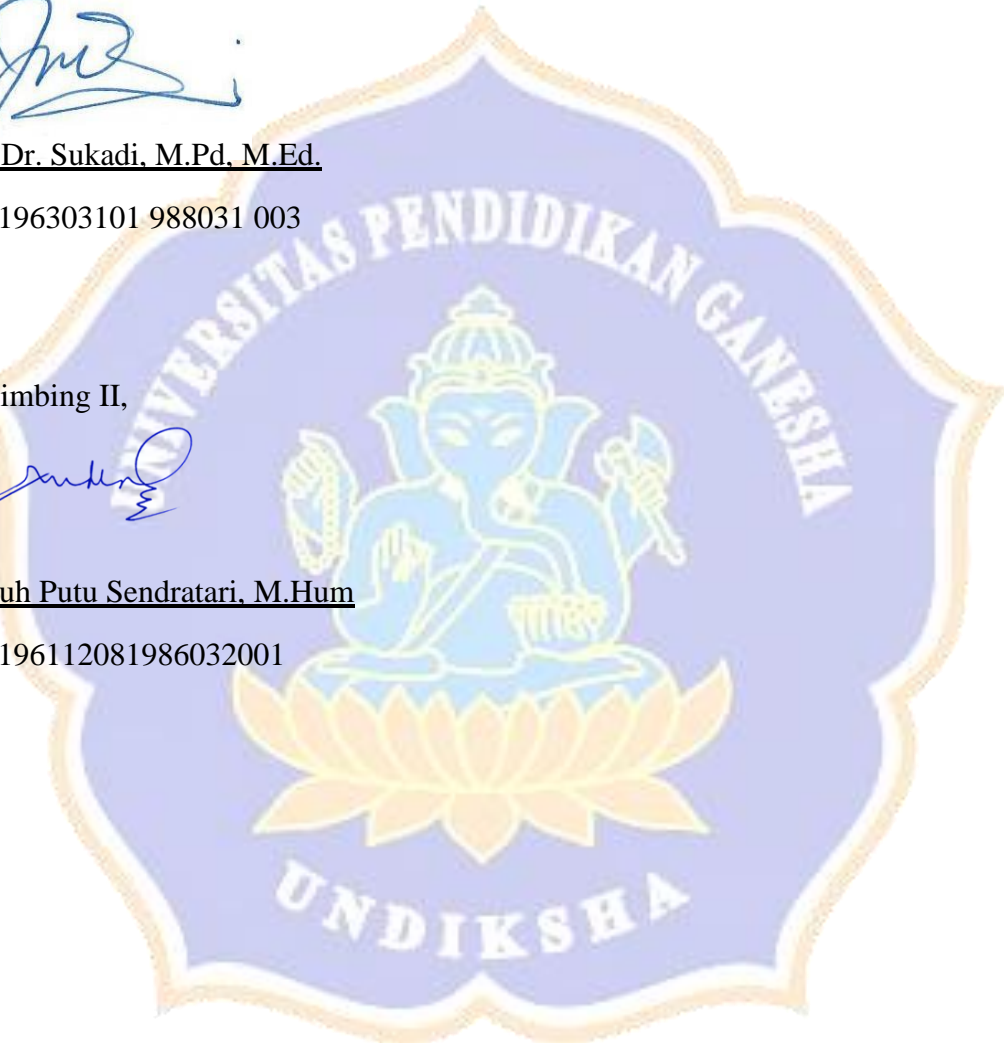 Dr. Sukadi, M.Pd, M.Ed.
196303101 988031 003
UNIVERSITAS PENDIDIKAN GANESHA
imbing II,
uh Putu Sendratari, M.Hum
196112081986032001
UNDIKSHA